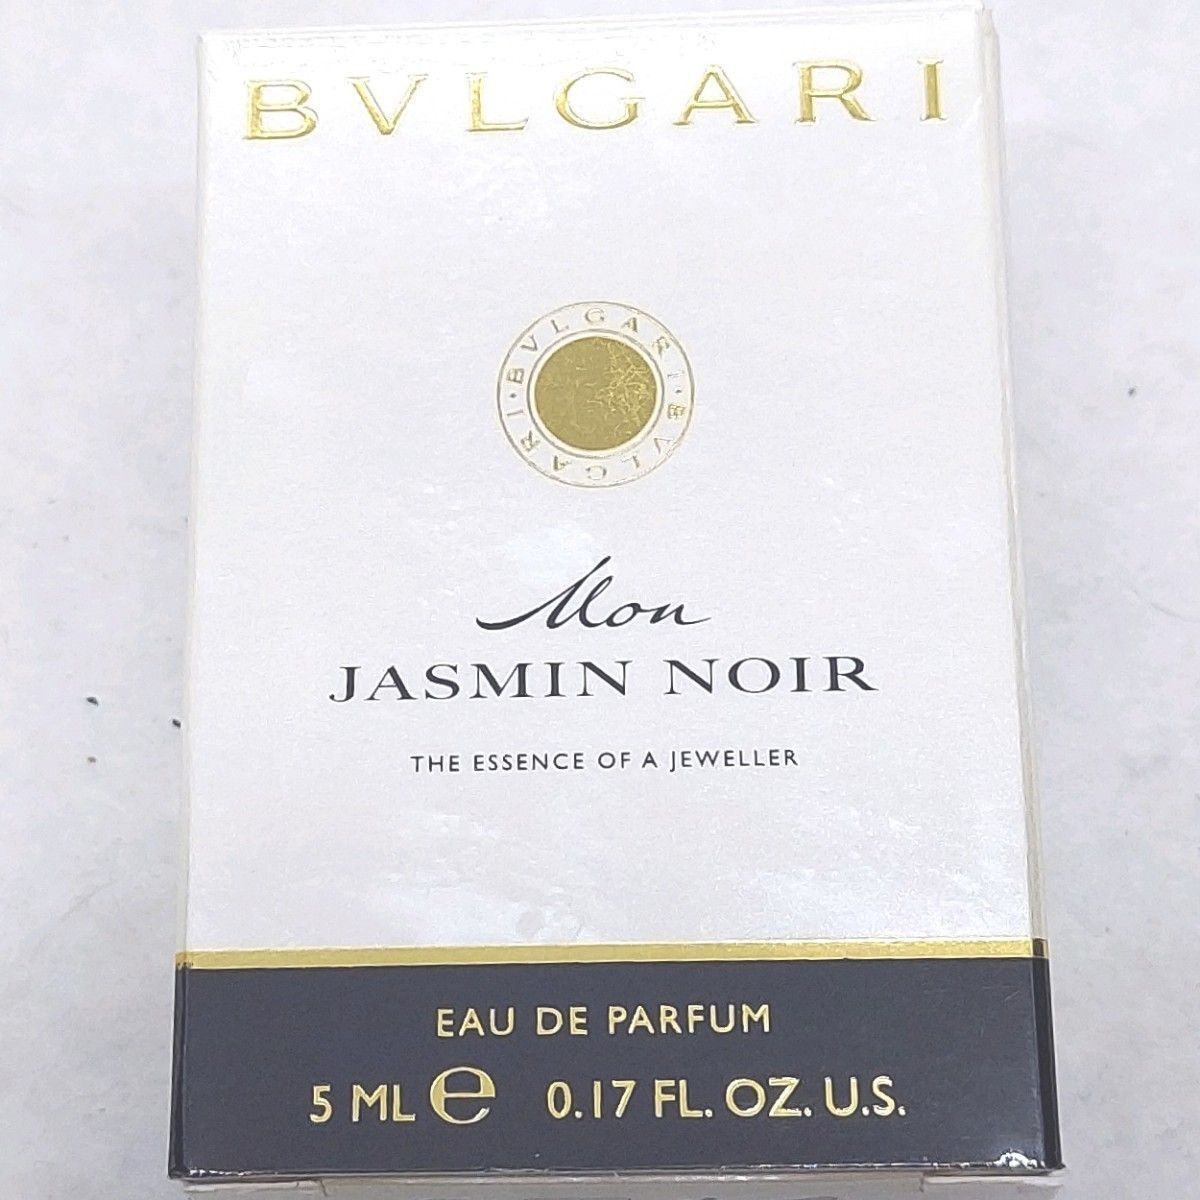 BVLGARI
BVLGARI · BVLGARI ·
Mon
JASMIN NOIR
THE ESSENCE OF A JEWELLER
EAU DE PARFUM
5 ML ℮ 0.17 FL. OZ. U.S.